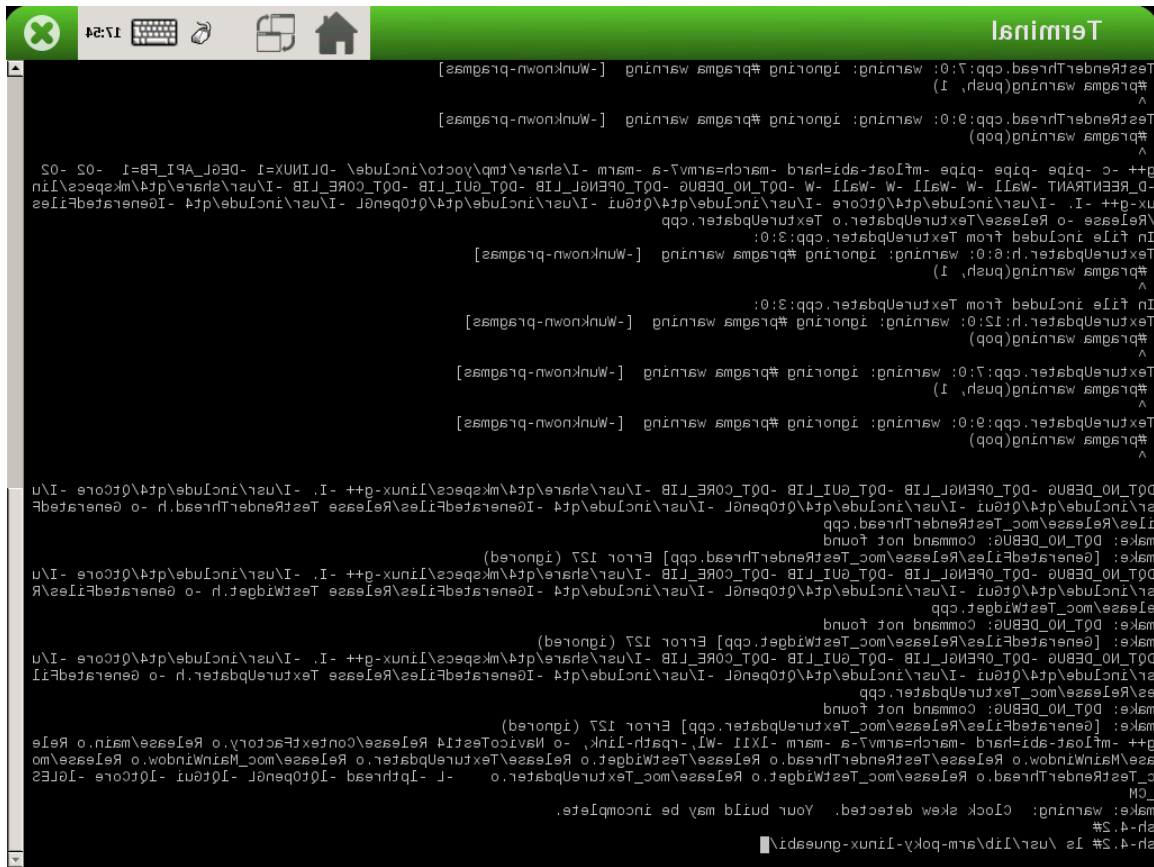 Terminal
17:54
TestRenderThread.cpp:7:0: warning: ignoring #pragma warning  [-Wunknown-pragmas]
#pragma warning(push, 1)
^
TestRenderThread.cpp:9:0: warning: ignoring #pragma warning  [-Wunknown-pragmas]
#pragma warning(pop)
^
g++ -c -pipe -pipe -pipe -mfloat-abi=hard -march=armv7-a -marm -I/share/tmp/yocto/include/ -DLINUX=1 -DEGL_API_FB=1  -O2 -O2
-D_REENTRANT -Wall -W -Wall -W -Wall -W -DQT_NO_DEBUG -DQT_OPENGL_LIB -DQT_GUI_LIB -DQT_CORE_LIB -I/usr/share/qt4/mkspecs/lin
ux-g++ -I. -I/usr/include/qt4/QtCore -I/usr/include/qt4/QtGui -I/usr/include/qt4/QtOpenGL -I/usr/include/qt4 -IGeneratedFiles
/Release -o Release/TextureUpdater.o TextureUpdater.cpp
In file included from TextureUpdater.cpp:3:0:
TextureUpdater.h:6:0: warning: ignoring #pragma warning  [-Wunknown-pragmas]
#pragma warning(push, 1)
^
In file included from TextureUpdater.cpp:3:0:
TextureUpdater.h:12:0: warning: ignoring #pragma warning  [-Wunknown-pragmas]
#pragma warning(pop)
^
TextureUpdater.cpp:7:0: warning: ignoring #pragma warning  [-Wunknown-pragmas]
#pragma warning(push, 1)
^
TextureUpdater.cpp:9:0: warning: ignoring #pragma warning  [-Wunknown-pragmas]
#pragma warning(pop)
^
DQT_NO_DEBUG -DQT_OPENGL_LIB -DQT_GUI_LIB -DQT_CORE_LIB -I/usr/share/qt4/mkspecs/linux-g++ -I. -I/usr/include/qt4/QtCore -I/u
sr/include/qt4/QtGui -I/usr/include/qt4/QtOpenGL -I/usr/include/qt4 -IGeneratedFiles/Release TestRenderThread.h -o GeneratedF
iles/Release/moc_TestRenderThread.cpp
make: DQT_NO_DEBUG: Command not found
make: [GeneratedFiles/Release/moc_TestRenderThread.cpp] Error 127 (ignored)
DQT_NO_DEBUG -DQT_OPENGL_LIB -DQT_GUI_LIB -DQT_CORE_LIB -I/usr/share/qt4/mkspecs/linux-g++ -I. -I/usr/include/qt4/QtCore -I/u
sr/include/qt4/QtGui -I/usr/include/qt4/QtOpenGL -I/usr/include/qt4 -IGeneratedFiles/Release TestWidget.h -o GeneratedFiles/R
elease/moc_TestWidget.cpp
make: DQT_NO_DEBUG: Command not found
make: [GeneratedFiles/Release/moc_TestWidget.cpp] Error 127 (ignored)
DQT_NO_DEBUG -DQT_OPENGL_LIB -DQT_GUI_LIB -DQT_CORE_LIB -I/usr/share/qt4/mkspecs/linux-g++ -I. -I/usr/include/qt4/QtCore -I/u
sr/include/qt4/QtGui -I/usr/include/qt4/QtOpenGL -I/usr/include/qt4 -IGeneratedFiles/Release TextureUpdater.h -o GeneratedFil
es/Release/moc_TextureUpdater.cpp
make: DQT_NO_DEBUG: Command not found
make: [GeneratedFiles/Release/moc_TextureUpdater.cpp] Error 127 (ignored)
g++ -mfloat-abi=hard -march=armv7-a -marm -lX11 -Wl,-rpath-link, -o NavicoTest14 Release/ContextFactory.o Release/main.o Rele
ase/MainWindow.o Release/TestRenderThread.o Release/TestWidget.o Release/TextureUpdater.o Release/moc_MainWindow.o Release/mo
c_TestRenderThread.o Release/moc_TestWidget.o Release/moc_TextureUpdater.o    -L -lpthread -lQtOpenGL -lQtGui -lQtCore -lGLES
_CM
make: warning:  Clock skew detected.  Your build may be incomplete.
sh-4.2#
sh-4.2# ls /usr/lib/arm-poky-linux-gnueabi/